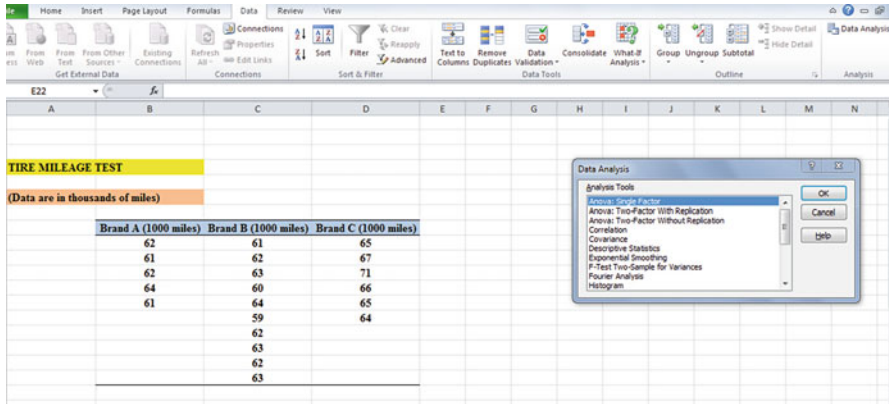 Home Insert Page Layout Formulas Data Review View
Connections Properties Edit Links
Clear Reapply Advanced
Show Detail Hide Detail
Data Analysis
From Web From Text From Other Sources Existing Connections Refresh All Sort Filter Text to Columns Remove Duplicates Data Validation Consolidate What-If Analysis Group Ungroup Subtotal
Get External Data Connections Sort & Filter Data Tools Outline Analysis
E22 fx
A B C D E F G H I J K L M N
TIRE MILEAGE TEST
(Data are in thousands of miles)
Brand A (1000 miles) Brand B (1000 miles) Brand C (1000 miles)
62 61 65
61 62 67
62 63 71
64 60 66
61 64 65
59 64
62
63
62
63
Data Analysis
Analysis Tools
Anova: Single Factor
Anova: Two-Factor With Replication
Anova: Two-Factor Without Replication
Correlation
Covariance
Descriptive Statistics
Exponential Smoothing
F-Test Two-Sample for Variances
Fourier Analysis
Histogram
OK
Cancel
Help